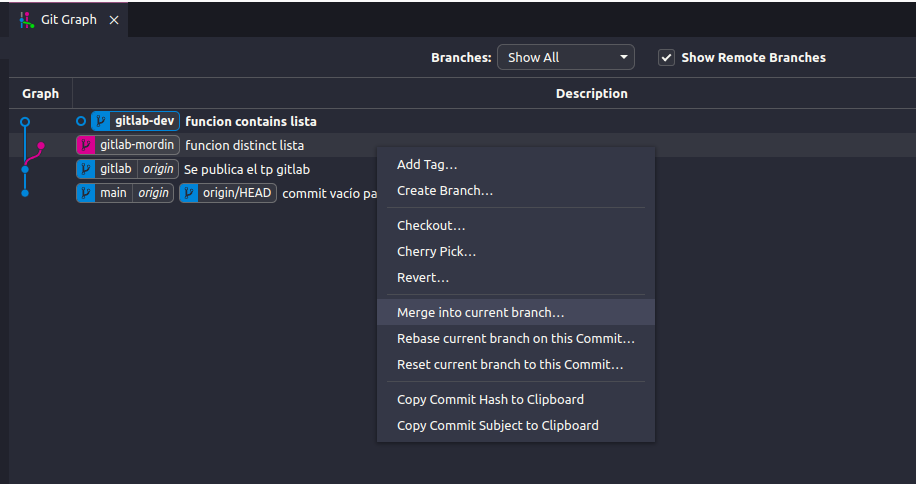 Git Graph
Branches: Show All Show Remote Branches
Graph Description
gitlab-dev funcion contains lista
gitlab-mordin funcion distinct lista
gitlab origin Se publica el tp gitlab
main origin origin/HEAD commit vacío pa
Add Tag...
Create Branch...
Checkout...
Cherry Pick...
Revert...
Merge into current branch...
Rebase current branch on this Commit...
Reset current branch to this Commit...
Copy Commit Hash to Clipboard
Copy Commit Subject to Clipboard